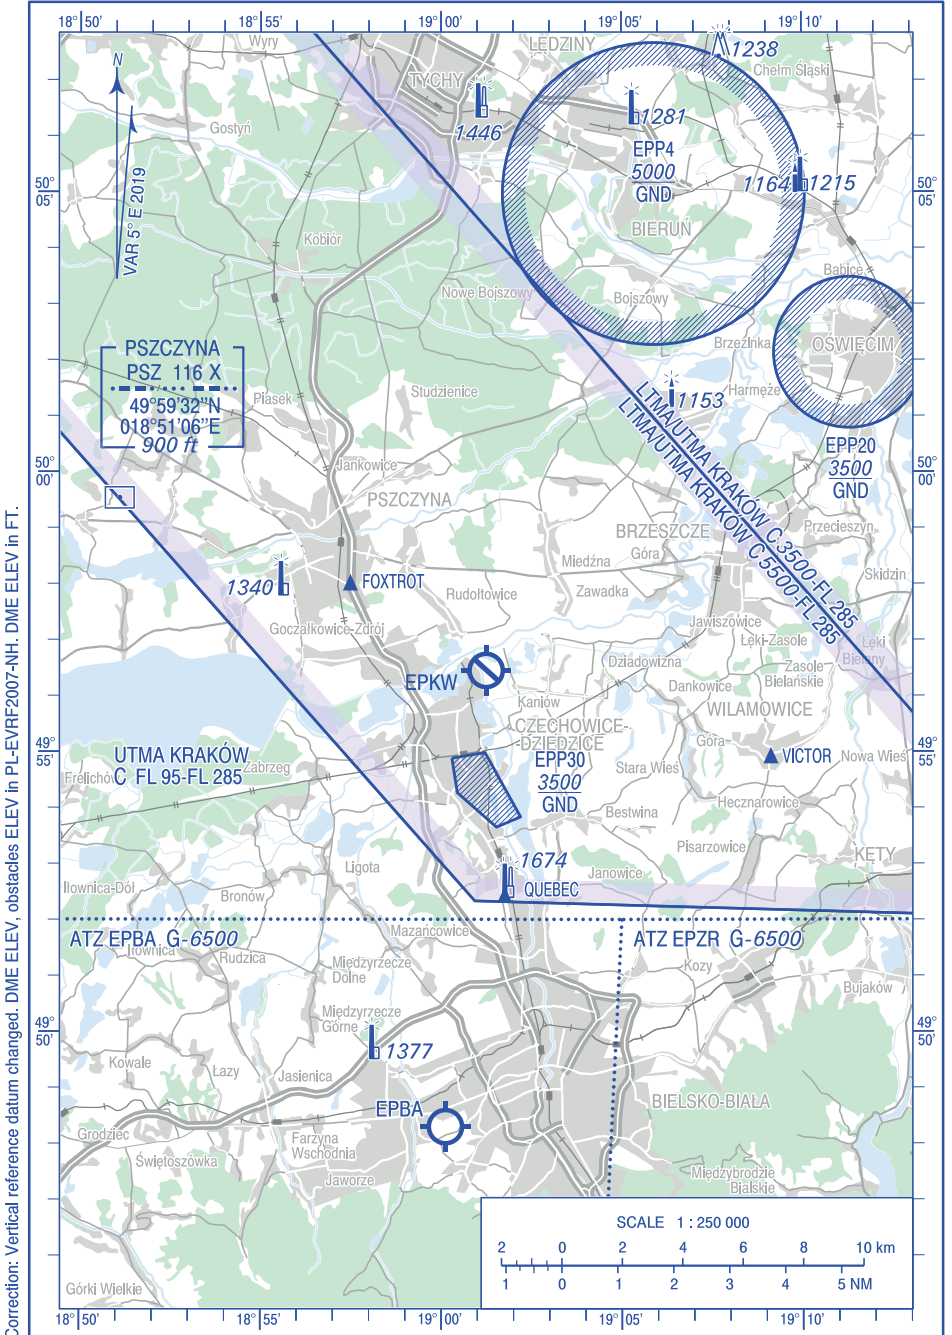 18° 50' 18° 55' 19° 00' 19° 05' 19° 10'
Wyry
LEDZINY
1238
Chełm Śląski
TYCHY
N
1446
1281
Gostyń
EPP4
5000
GND
1164 1215
50°
05'
50°
05'
VAR 5° E 2019
BIERUŃ
Kobiór
Babice
Nowe Bojszowy
Bojszowy
Brzezinka
OŚWIĘCIM
PSZCZYNA
PSZ 116 X
49°59'32"N
018°51'06"E
900 ft
Piasek
Studzienice
1153
Harmęże
LTMA/UTMA KRAKÓW C 3500-FL 285
LTMA/UTMA KRAKÓW C 5500-FL 285
EPP20
3500
GND
50°
00'
50°
00'
Jankowice
PSZCZYNA
BRZESZCZE
Przecieszyn
Góra
Miedźna
Zawadka
Skidziń
1340
FOXTROT
Rudołtowice
Goczałkowice-Zdrój
Jawiszowice
Łęki-Zasole
Łęki
Bielany
Dziadowizna
Zasole
Bielańskie
EPKW
Dankowice
Kaniów
WILAMOWICE
CZECHOWICE-
DZIEDZICE
Góra
VICTOR
Nowa Wieś
49°
55'
49°
55'
UTMA KRAKÓW
C FL 95-FL 285
Zabrzeg
Frelichów
EPP30
3500
GND
Stara Wieś
Hecznarowice
Bestwina
Pisarzowice
KĘTY
1674
Ligota
Janowice
QUEBEC
Iłownica-Dół
Bronów
Mazańcowice
ATZ EPBA G-6500
ATZ EPZR G-6500
Iłownica
Rudzica
Międzyrzecze
Dolne
Kozy
Bujaków
Międzyrzecze
Górne
49°
50'
49°
50'
1377
Kowale
Łazy
Jasienica
EPBA
BIELSKO-BIAŁA
Grodziec
Świętoszówka
Farzyna
Wschodnia
Jaworze
Międzybrodzie
Bialskie
SCALE 1 : 250 000
2 0 2 4 6 8 10 km
1 0 1 2 3 4 5 NM
Górki Wielkie
18° 50' 18° 55' 19° 00' 19° 05' 19° 10'
Correction: Vertical reference datum changed. DME ELEV, obstacles ELEV in PL-EVRF2007-NH. DME ELEV in FT.